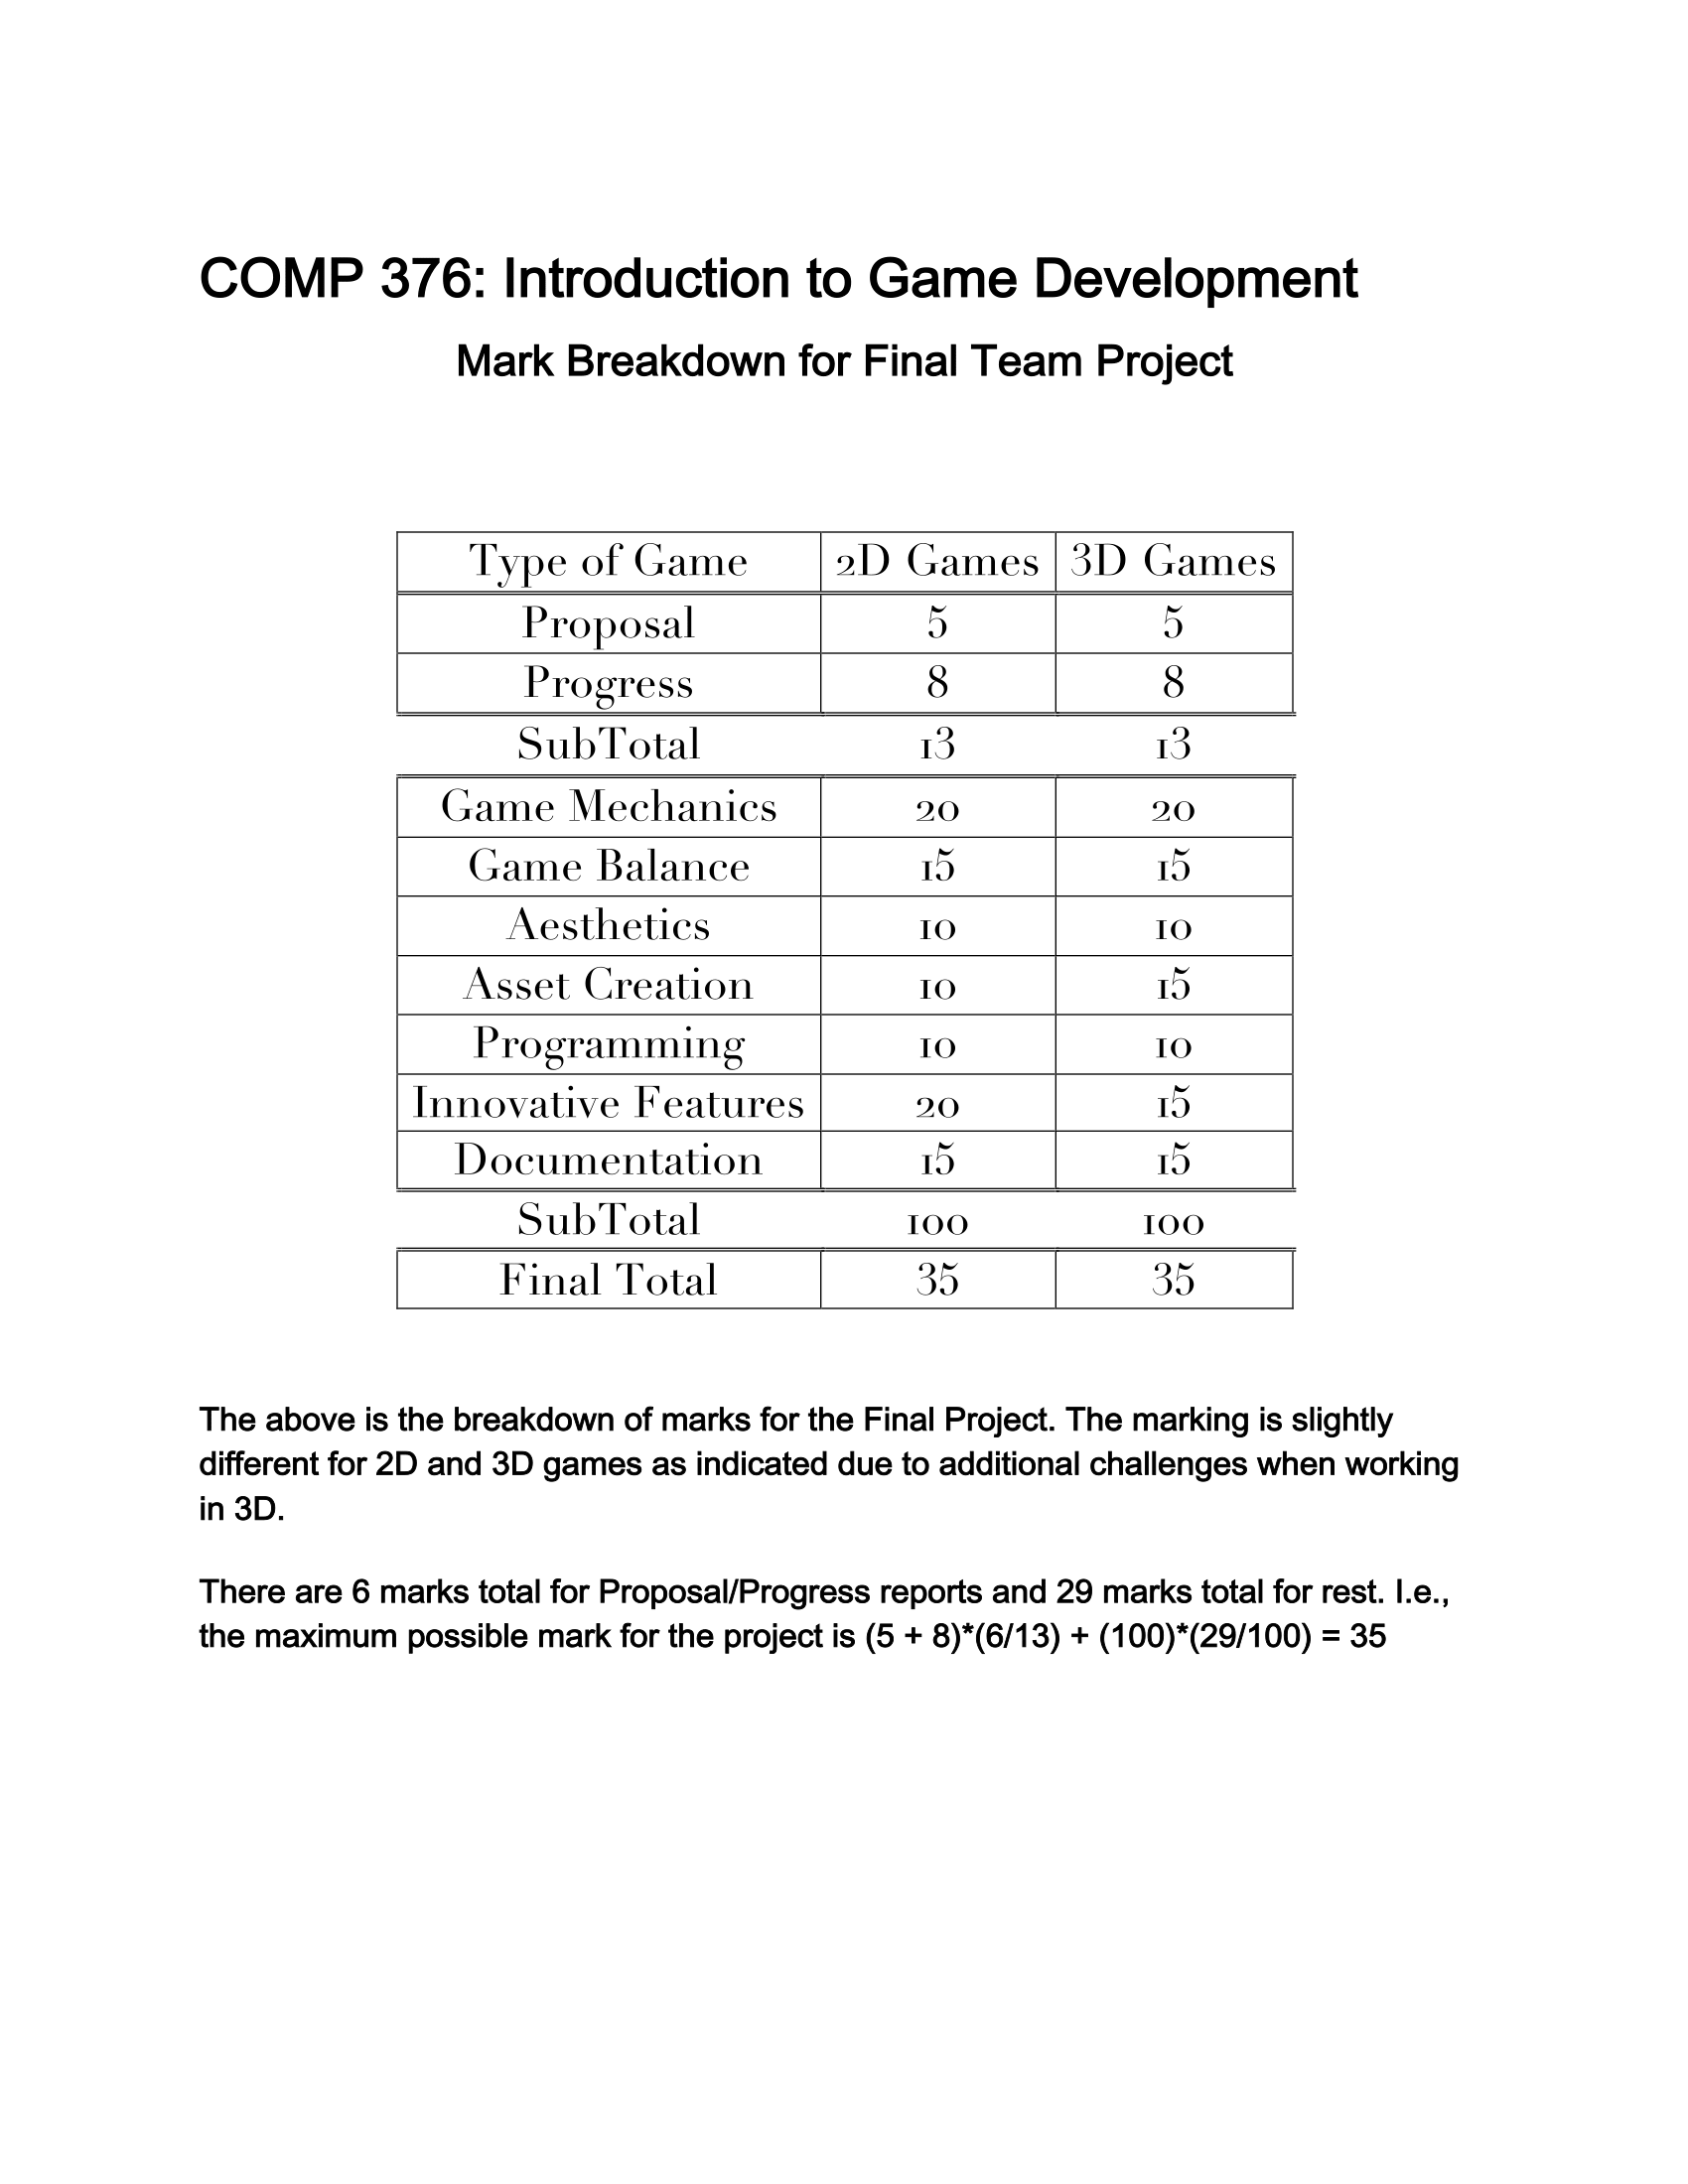 COMP 376: Introduction to Game Development
Mark Breakdown for Final Team Project
Type of Game 2D Games 3D Games
Proposal 5 5
Progress 8 8
SubTotal 13 13
Game Mechanics 20 20
Game Balance 15 15
Aesthetics 10 10
Asset Creation 10 15
Programming 10 10
Innovative Features 20 15
Documentation 15 15
SubTotal 100 100
Final Total 35 35
The above is the breakdown of marks for the Final Project. The marking is slightly
different for 2D and 3D games as indicated due to additional challenges when working
in 3D.
There are 6 marks total for Proposal/Progress reports and 29 marks total for rest. I.e.,
the maximum possible mark for the project is (5 + 8)*(6/13) + (100)*(29/100) = 35